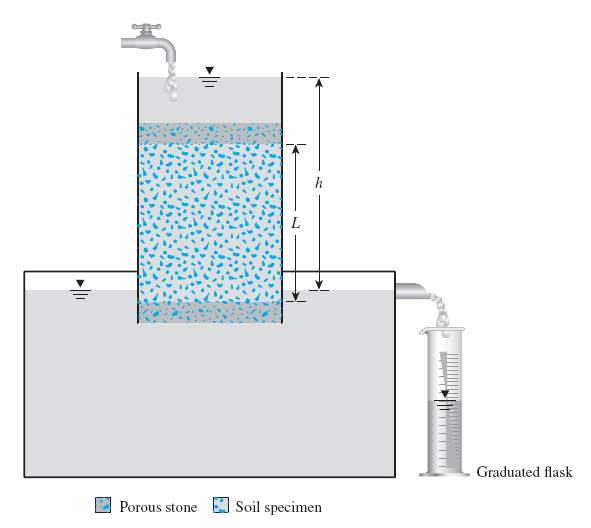 h
L
Graduated flask
Porous stone Soil specimen